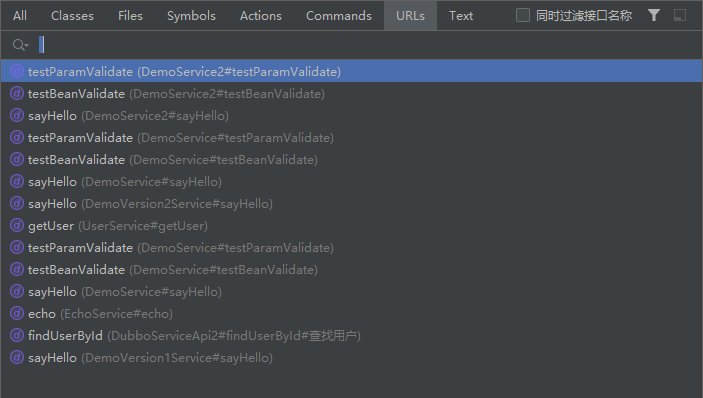 All Classes Files Symbols Actions Commands URLs Text 同时过滤接口名称
testParamValidate (DemoService2#testParamValidate)
testBeanValidate (DemoService2#testBeanValidate)
sayHello (DemoService2#sayHello)
testParamValidate (DemoService#testParamValidate)
testBeanValidate (DemoService#testBeanValidate)
sayHello (DemoService#sayHello)
sayHello (DemoVersion2Service#sayHello)
getUser (UserService#getUser)
testParamValidate (DemoService#testParamValidate)
testBeanValidate (DemoService#testBeanValidate)
sayHello (DemoService#sayHello)
echo (EchoService#echo)
findUserById (DubboServiceApi2#findUserById#查找用户)
sayHello (DemoVersion1Service#sayHello)